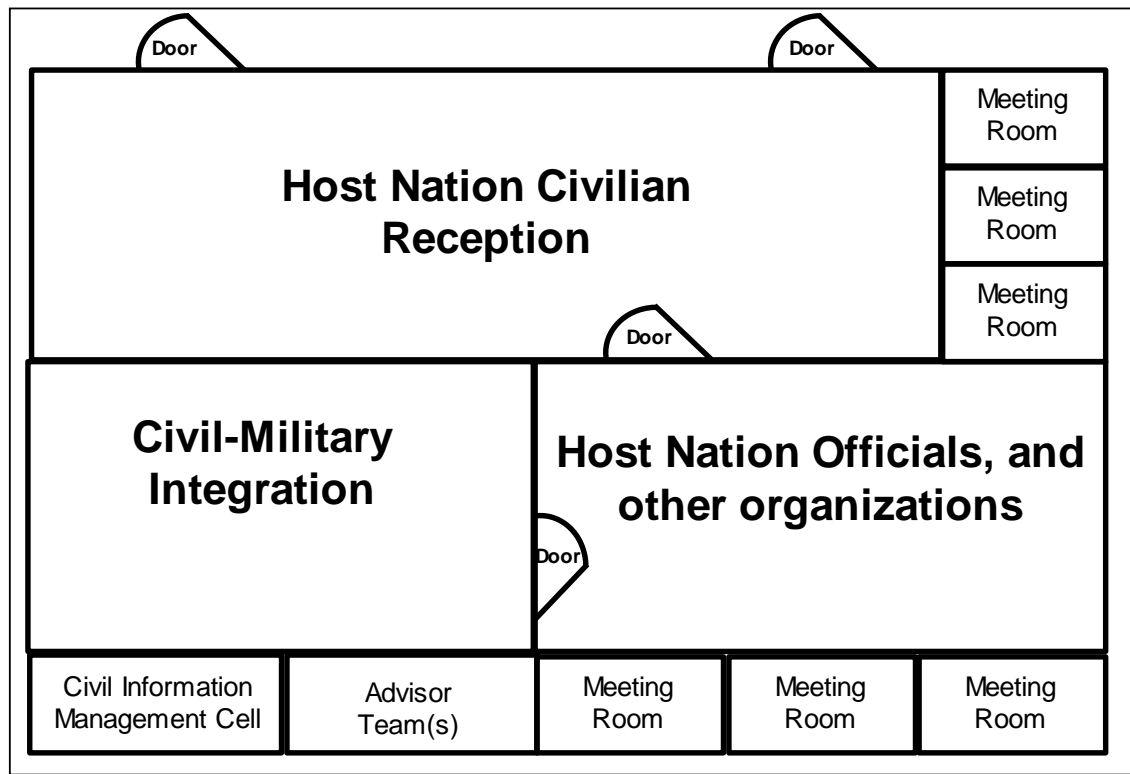 Door
Door
Host Nation Civilian
Reception
Meeting
Room
Meeting
Room
Meeting
Room
Door
Civil-Military
Integration
Host Nation Officials, and
other organizations
Door
Civil Information
Management Cell
Advisor
Team(s)
Meeting
Room
Meeting
Room
Meeting
Room